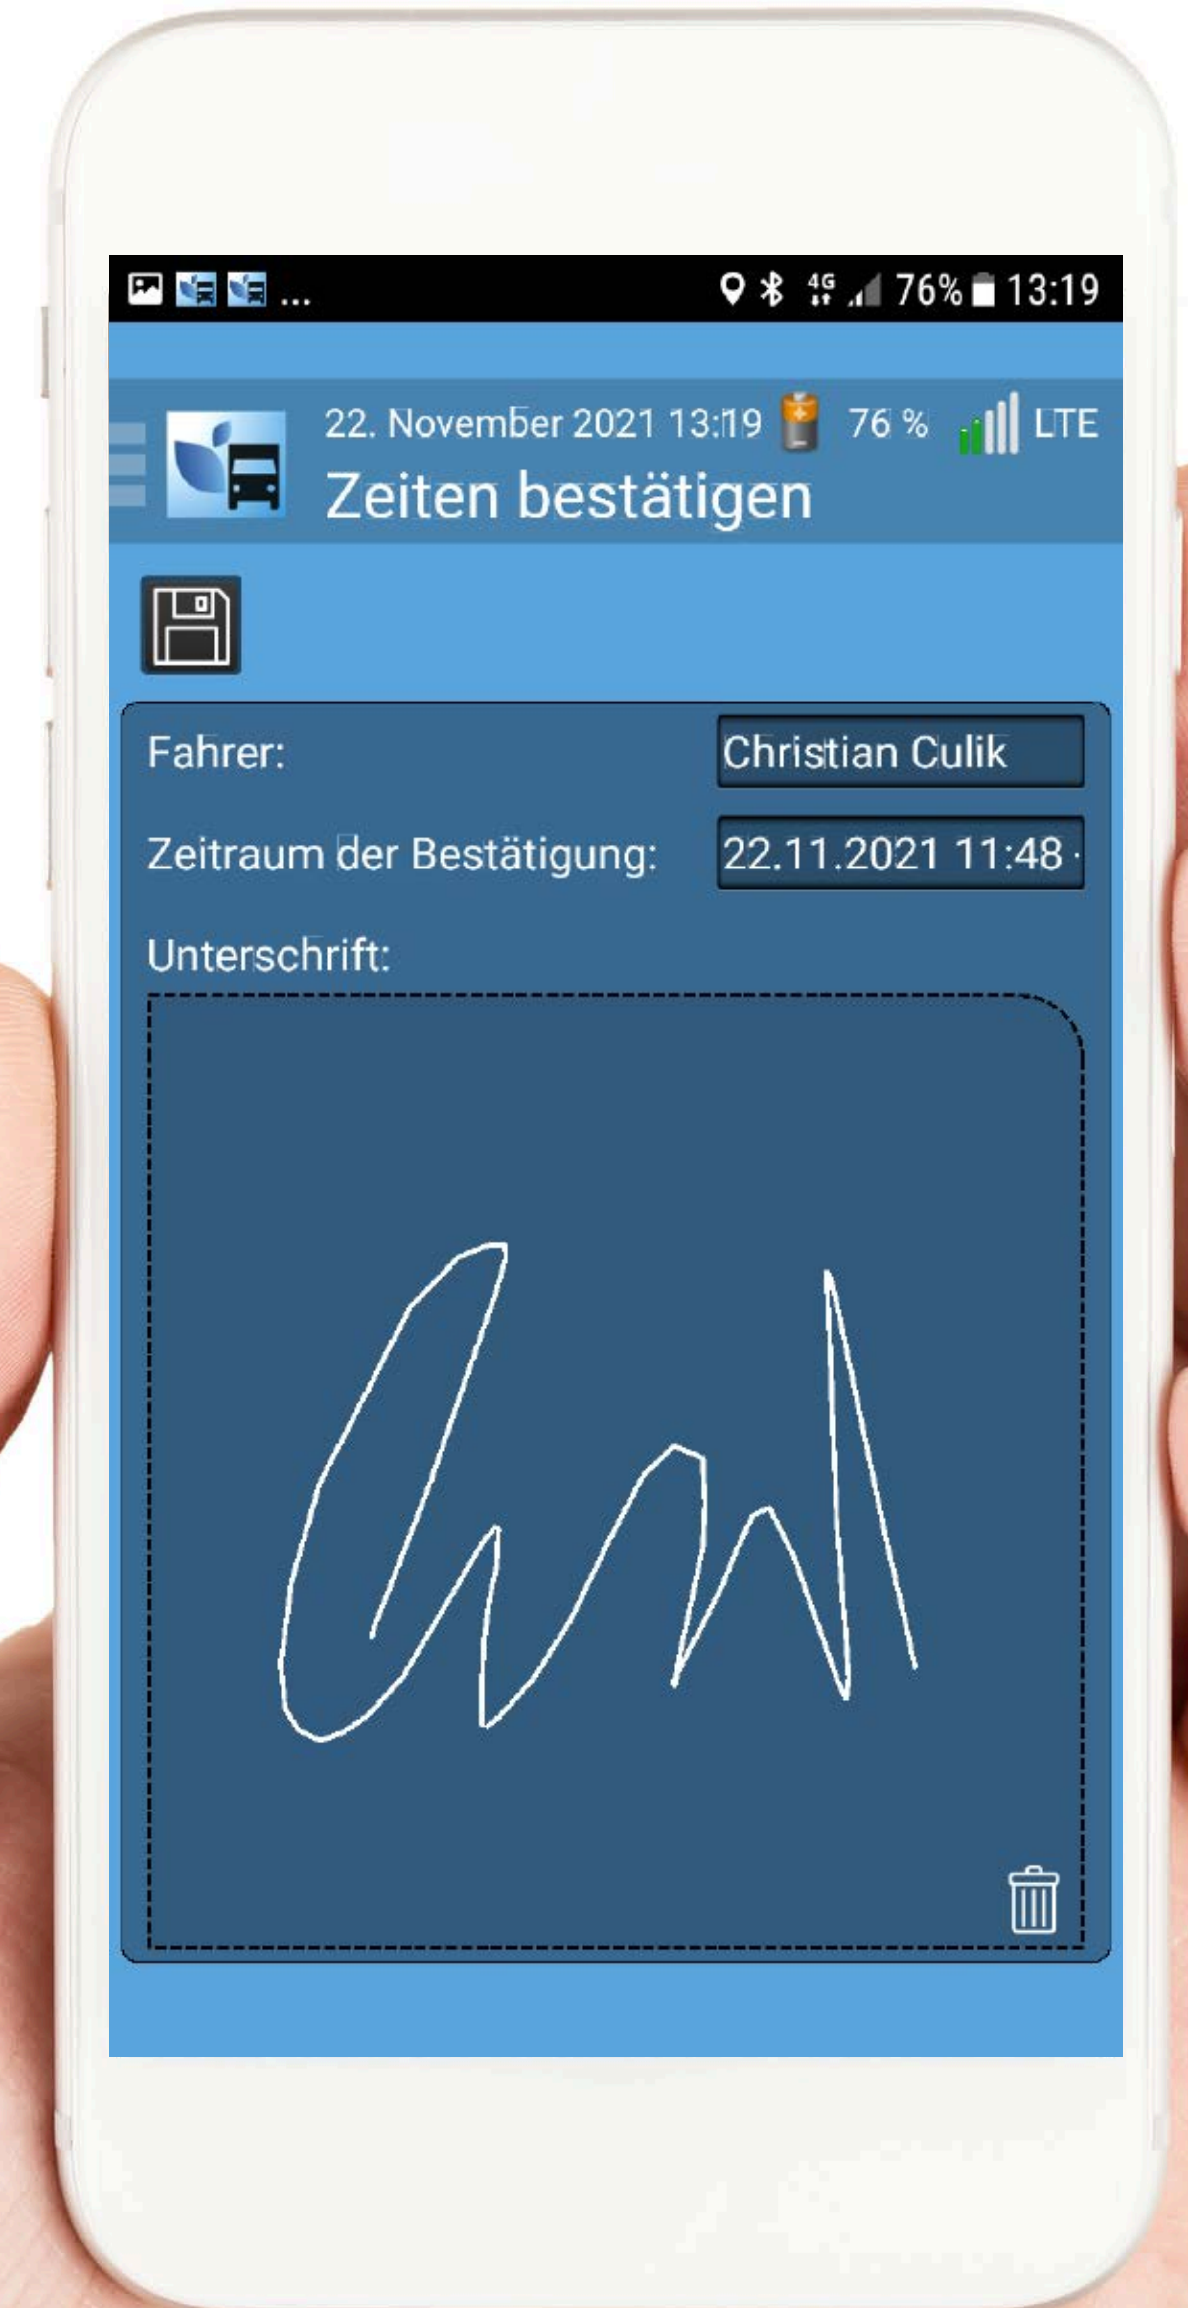 ... 4G 76% 13:19
22. November 2021 13:19 76 % LTE
Zeiten bestätigen
Fahrer: Christian Culik
Zeitraum der Bestätigung: 22.11.2021 11:48 -
Unterschrift: